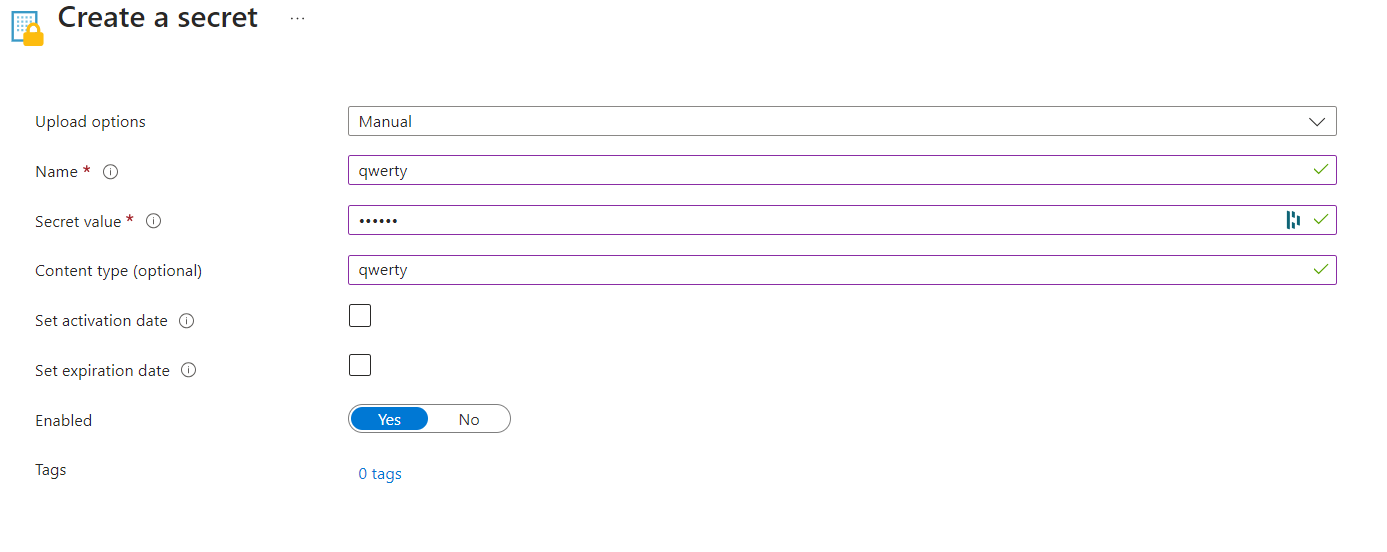 Create a secret ...
Upload options Manual
Name * qwerty
Secret value * ••••••
Content type (optional) qwerty
Set activation date
Set expiration date
Enabled Yes No
Tags 0 tags